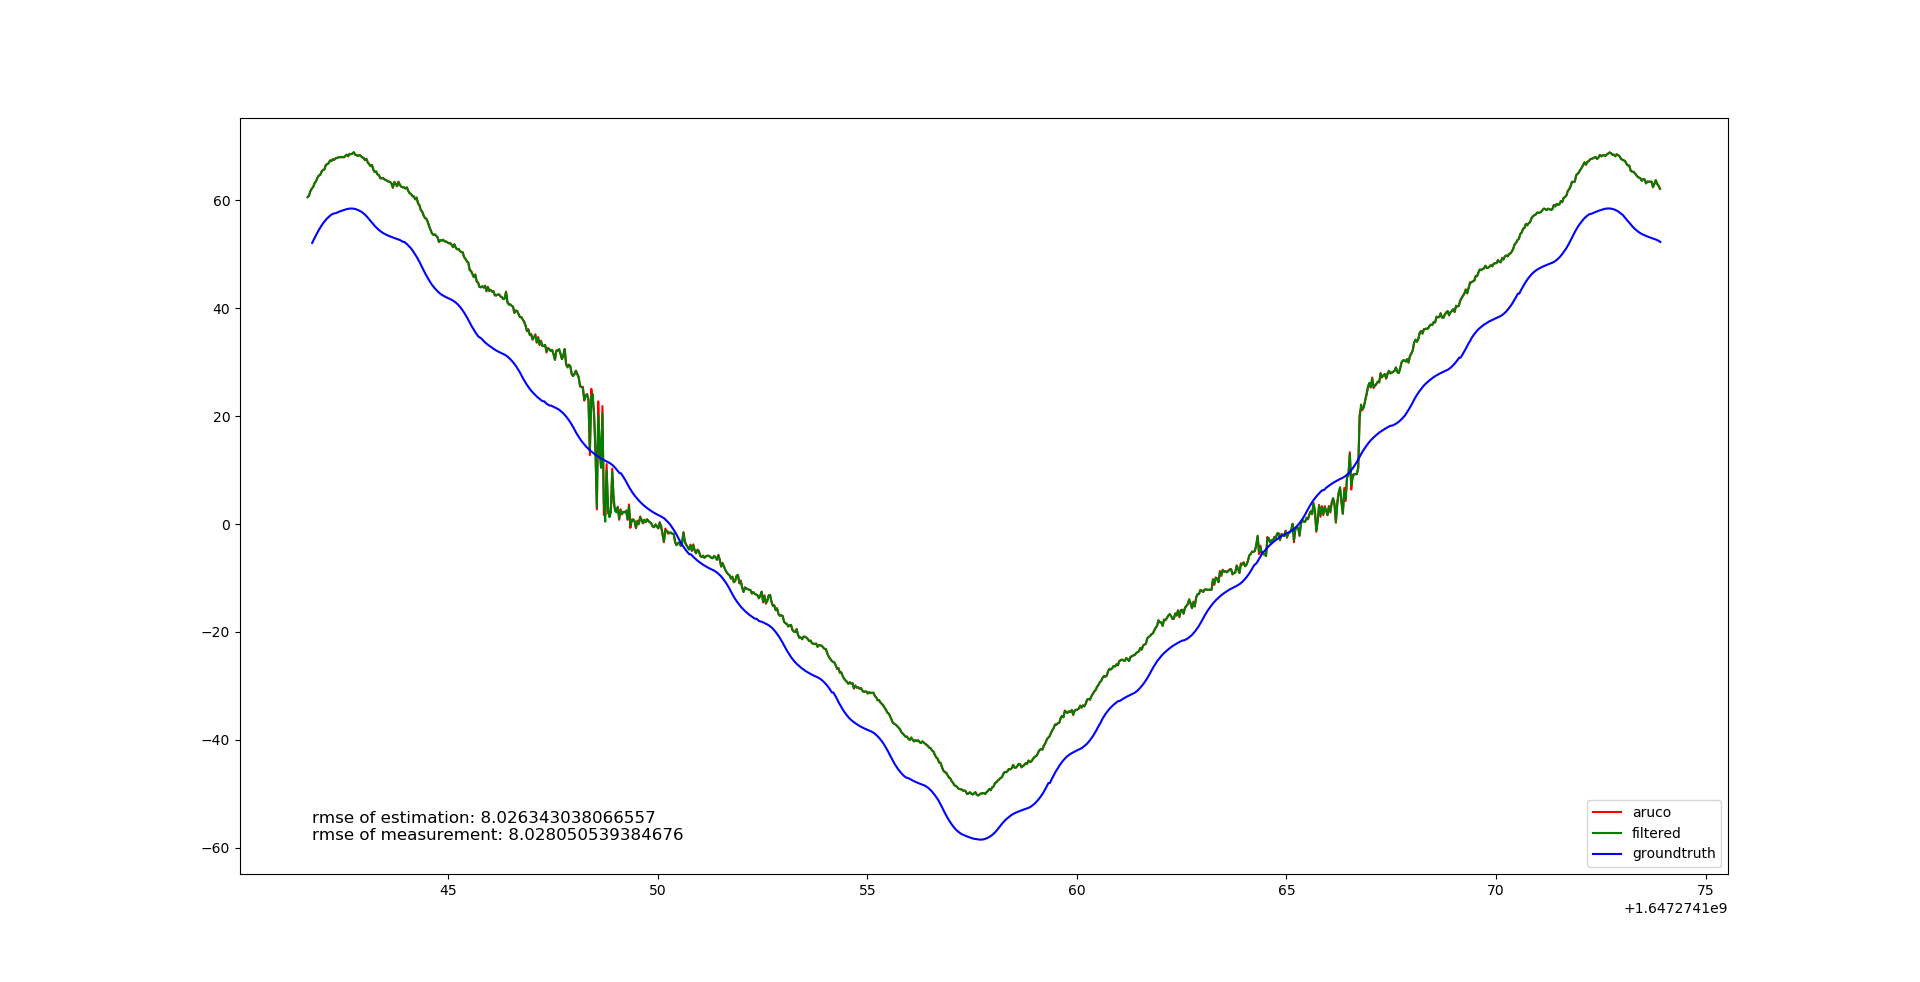 60
40
20
0
−20
−40
−60
rmse of estimation: 8.026343038066557
rmse of measurement: 8.028050539384676
aruco
filtered
groundtruth
45 50 55 60 65 70 75
+1.6472741e9